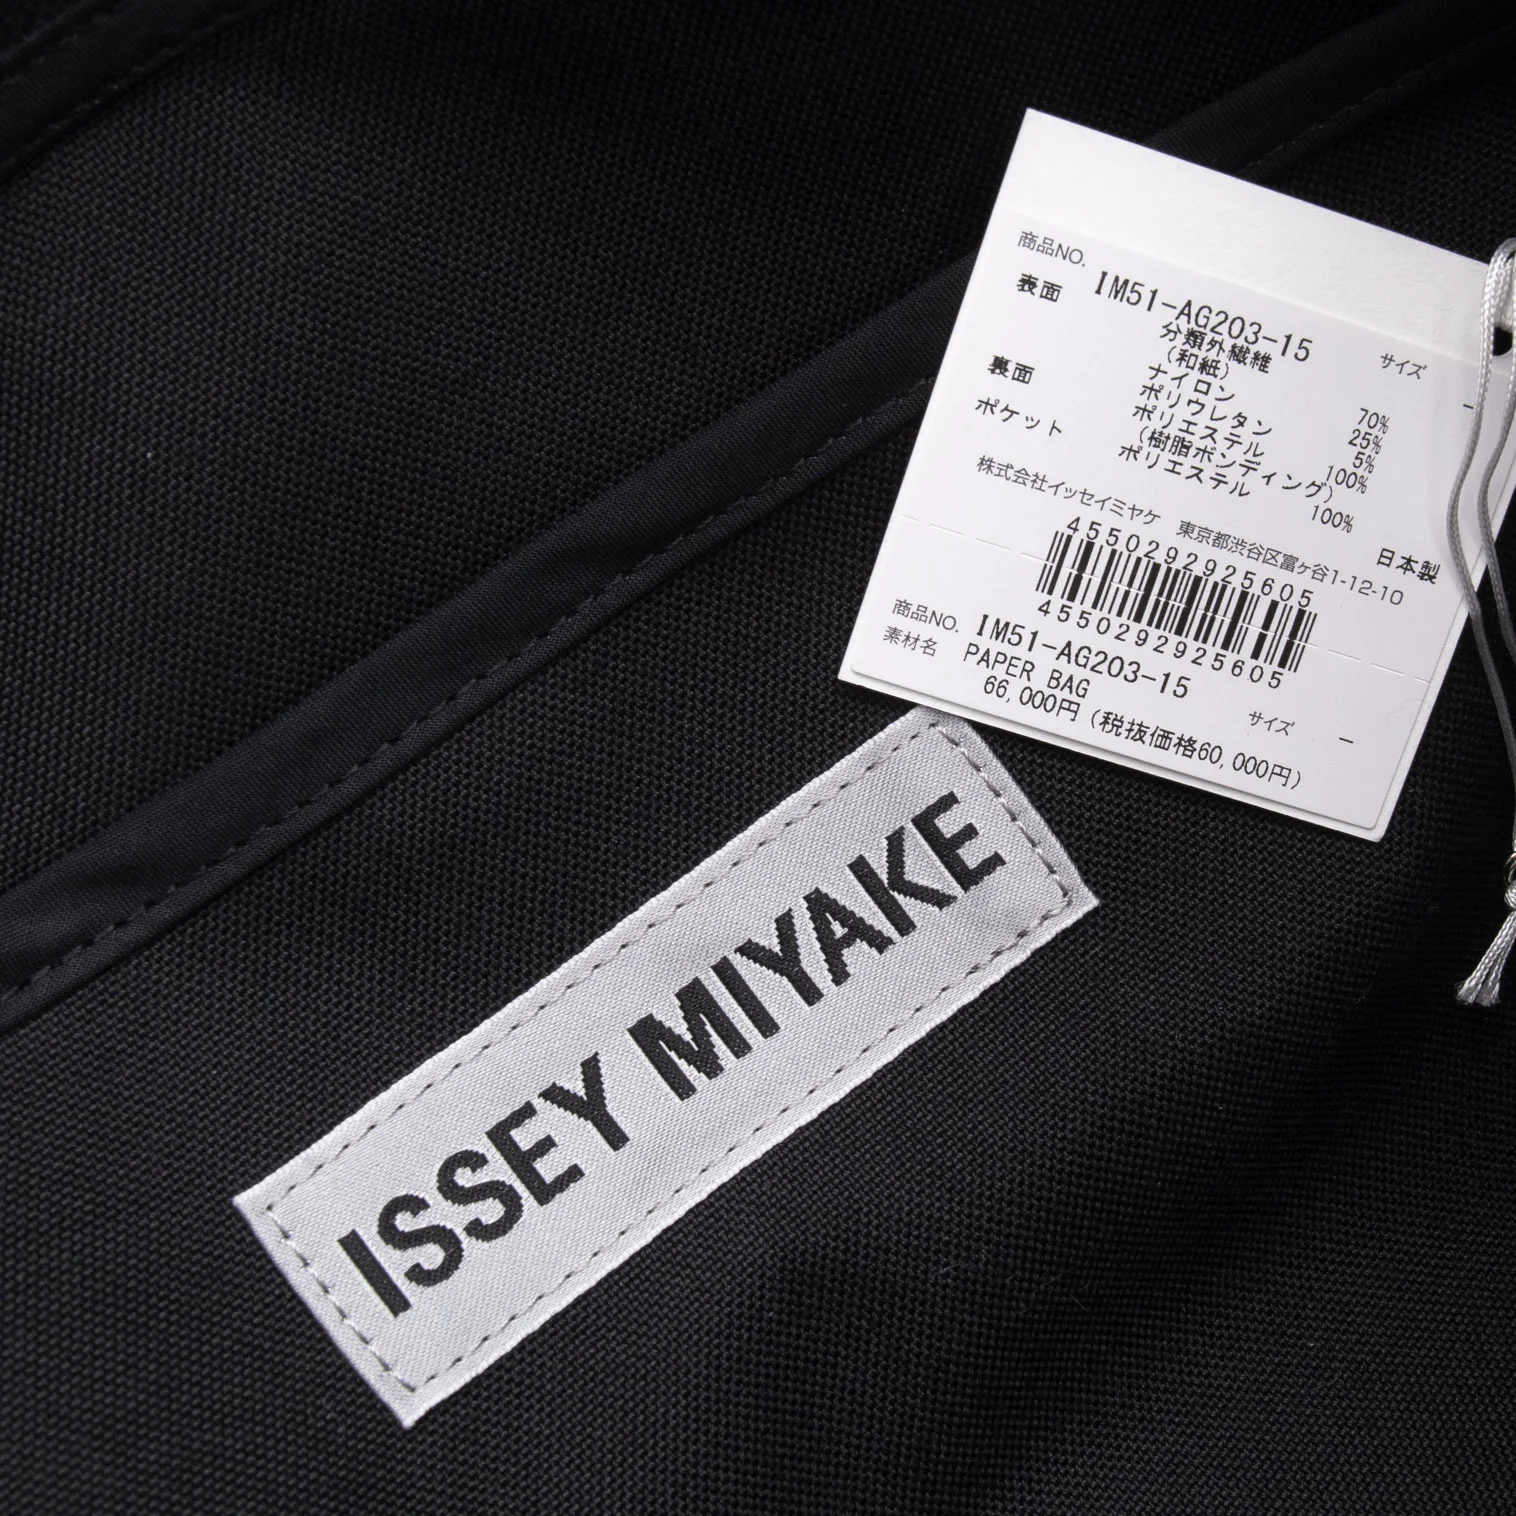 商品NO. IM51-AG203-15 サイズ -
表面 分類外繊維
(和紙) 70%
ナイロン 25%
ポリウレタン 5%
裏面 ポリエステル 100%
(樹脂ボンディング)
ポケット ポリエステル 100%
日本製
株式会社イッセイミヤケ 東京都渋谷区富ヶ谷1-12-10
4550292925605
4550292925605
商品NO. IM51-AG203-15 サイズ -
素材名 PAPER BAG
66,000円(税抜価格60,000円)
ISSEY MIYAKE